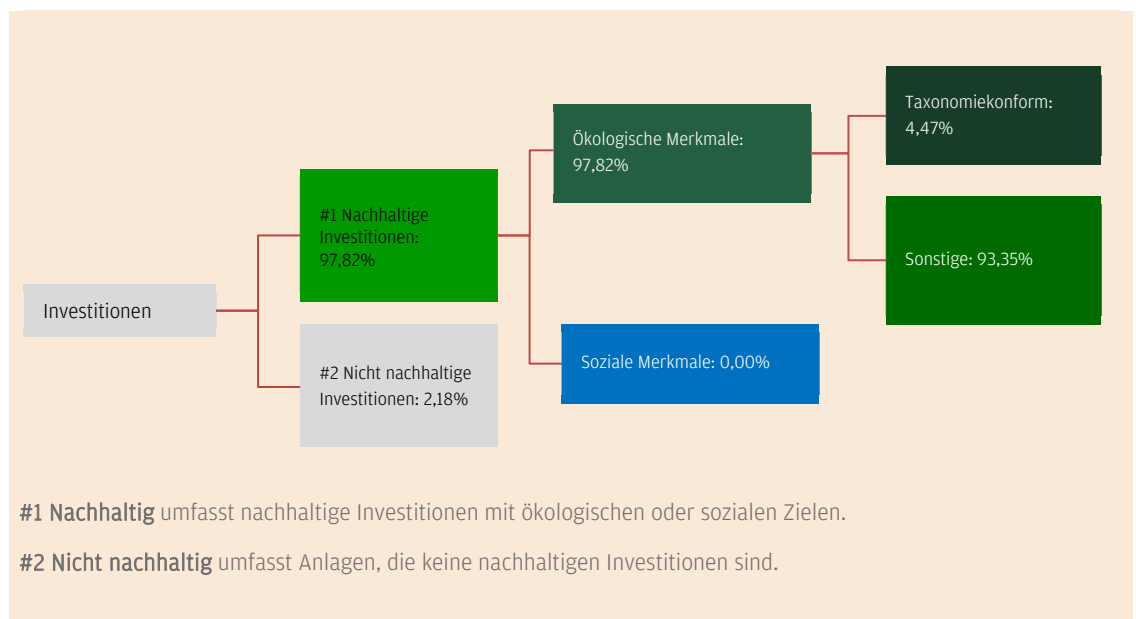 Investitionen
#1 Nachhaltige
Investitionen:
97,82%
#2 Nicht nachhaltige
Investitionen: 2,18%
Ökologische Merkmale:
97,82%
Soziale Merkmale: 0,00%
Taxonomiekonform:
4,47%
Sonstige: 93,35%
#1 Nachhaltig umfasst nachhaltige Investitionen mit ökologischen oder sozialen Zielen.
#2 Nicht nachhaltig umfasst Anlagen, die keine nachhaltigen Investitionen sind.